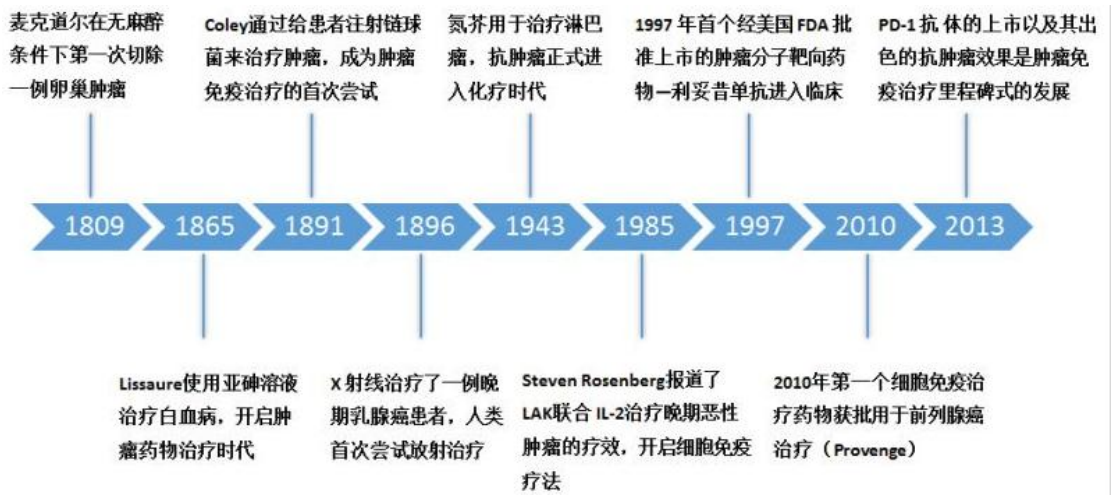 麦克道尔在无麻醉
条件下第一次切除
一例卵巢肿瘤
Coley通过给患者注射链球
菌来治疗肿瘤，成为肿瘤
免疫治疗的首次尝试
氮芥用于治疗淋巴
瘤，抗肿瘤正式进
入化疗时代
1997 年首个经美国 FDA 批
准上市的肿瘤分子靶向药
物—利妥昔单抗进入临床
PD-1 抗体的上市以及其出
色的抗肿瘤效果是肿瘤免
疫治疗里程碑式的发展
1809
1865
1891
1896
1943
1985
1997
2010
2013
Lissaure使用亚砷溶液
治疗白血病，开启肿
瘤药物治疗时代
X 射线治疗了一例晚
期乳腺癌患者，人类
首次尝试放射治疗
Steven Rosenberg报道了
LAK联合 IL-2治疗晚期恶性
肿瘤的疗效，开启细胞免疫
疗法
2010年第一个细胞免疫治
疗药物获批用于前列腺癌
治疗（Provenge）